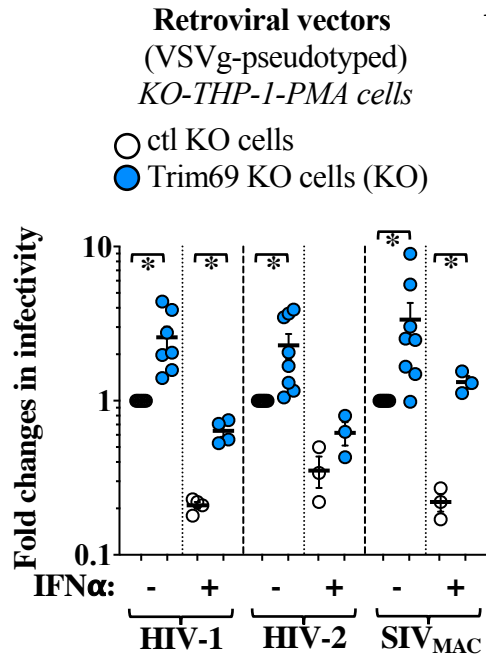 Retroviral vectors
(VSVg-pseudotyped)
KO-THP-1-PMA cells
ctl KO cells
Trim69 KO cells (KO)
Fold changes in infectivity
10
1
0.1
* * * * *
IFNα: - + - + - +
HIV-1 HIV-2 SIVMAC